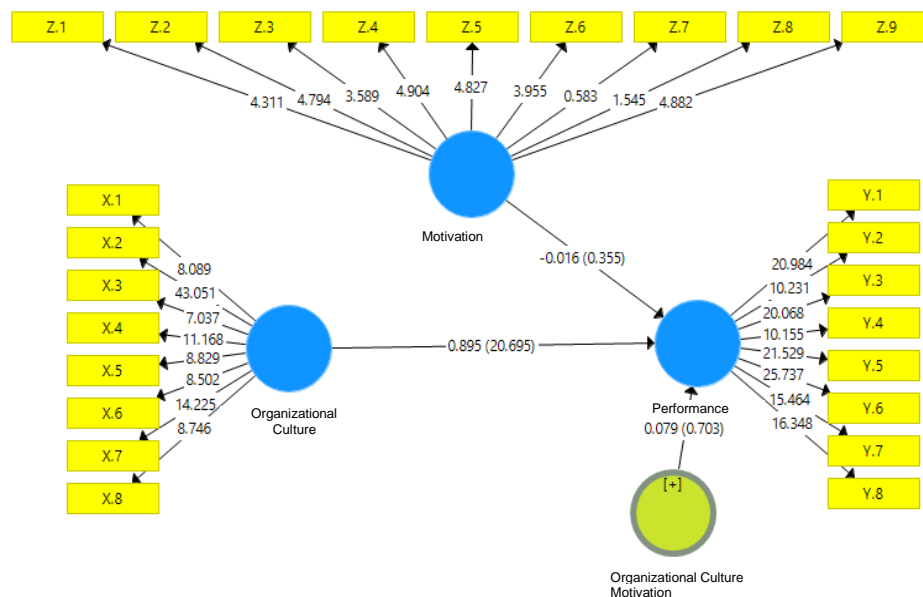 Z.1 Z.2 Z.3 Z.4 Z.5 Z.6 Z.7 Z.8 Z.9
4.311 4.794 3.589 4.904 4.827 3.955 0.583 1.545 4.882
Motivation
X.1
X.2
X.3
X.4
X.5
X.6
X.7
X.8
8.089
43.051
7.037
11.168
8.829
8.502
14.225
8.746
Organizational
Culture
-0.016 (0.355)
0.895 (20.695)
Performance
0.079 (0.703)
[+]
Organizational Culture
Motivation
20.984
10.231
20.068
10.155
21.529
25.737
15.464
16.348
Y.1
Y.2
Y.3
Y.4
Y.5
Y.6
Y.7
Y.8